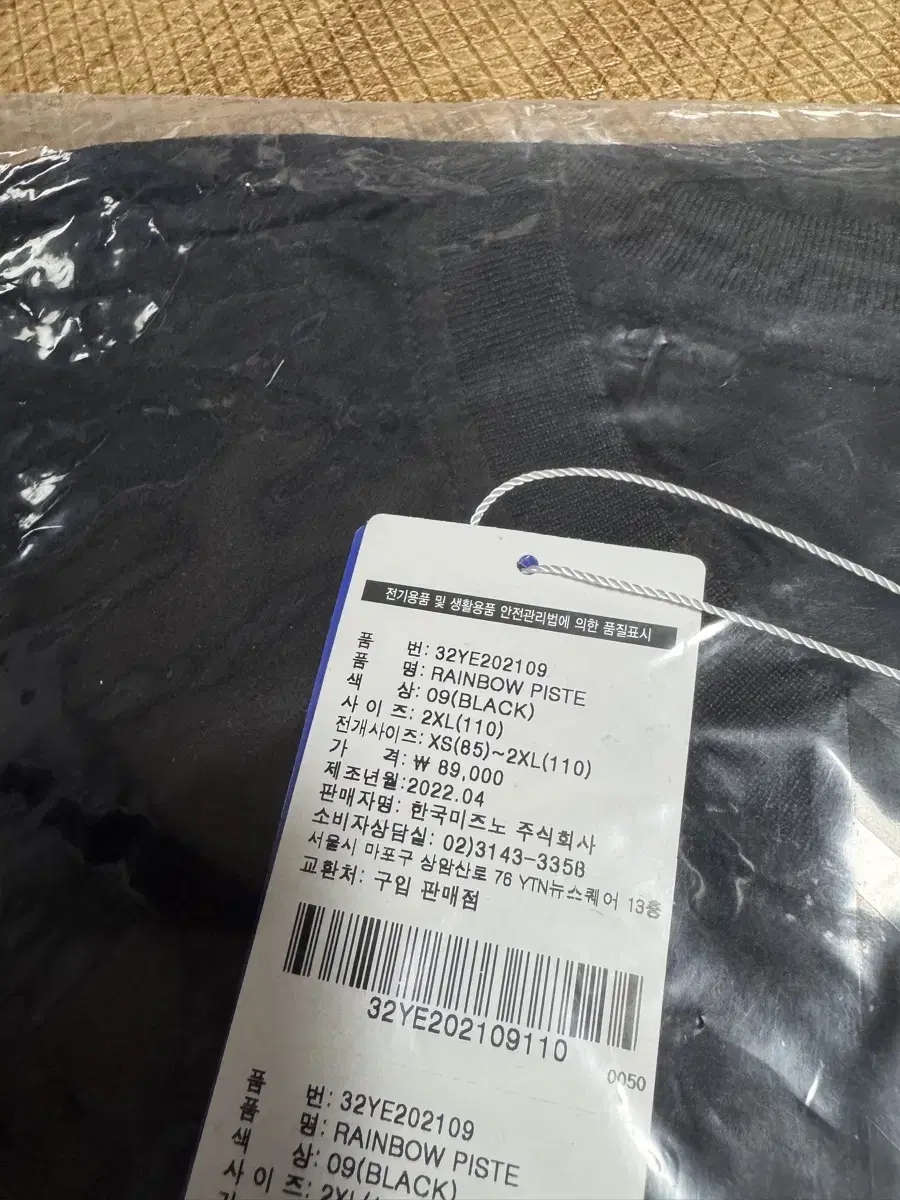 전기용품 및 생활용품 안전관리법에 의한 품질표시
품 번: 32YE202109
품 명: RAINBOW PISTE
색 상: 09(BLACK)
사 이 즈: 2XL(110)
전개사이즈: XS(85)~2XL(110)
가 격: ₩ 89,000
제조년월:2022.04
판매자명: 한국미즈노 주식회사
소비자상담실: 02)3143-3358
서울시 마포구 상암산로 76 YTN뉴스퀘어 13층
교환처: 구입 판매점
32YE202109110
0050
품 번: 32YE202109
품 명: RAINBOW PISTE
색 상: 09(BLACK)
사 이 즈: 2XL(1